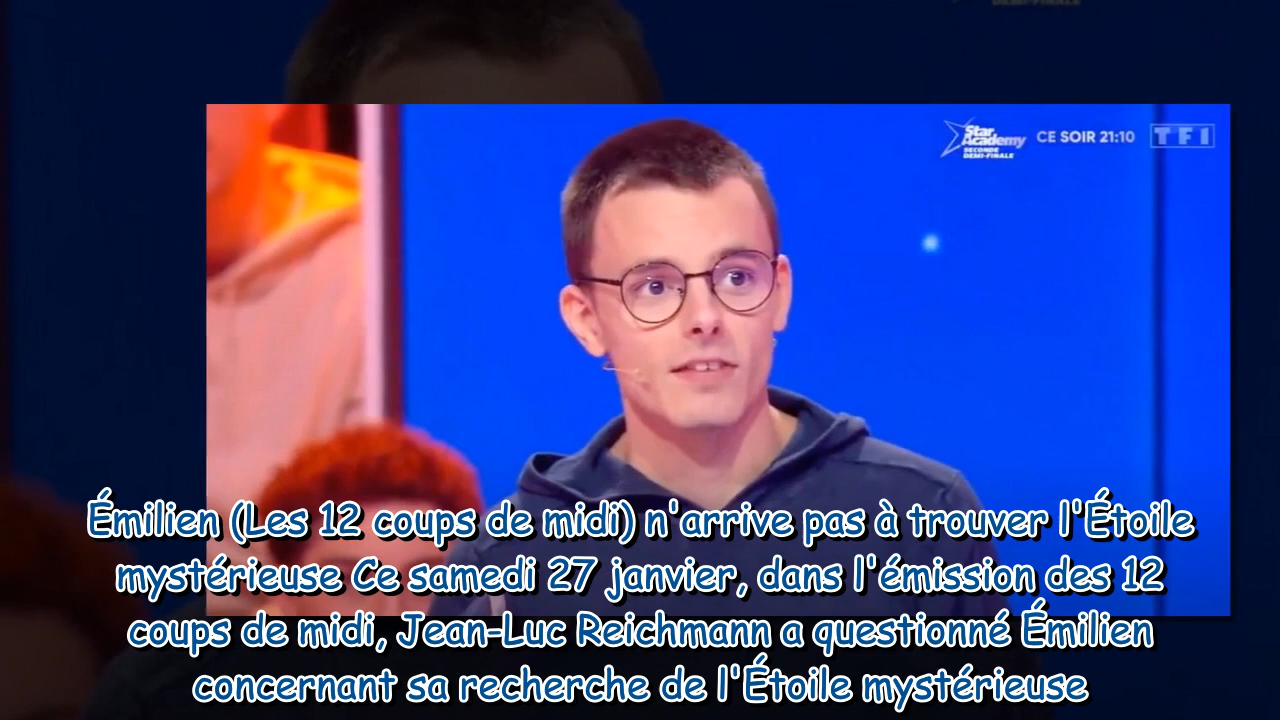 Star
Academy
SECONDE
DEMI-FINALE
CE SOIR 21:10
TF1
Émilien (Les 12 coups de midi) n'arrive pas à trouver l'Étoile
mystérieuse Ce samedi 27 janvier, dans l'émission des 12
coups de midi, Jean-Luc Reichmann a questionné Émilien
concernant sa recherche de l'Étoile mystérieuse